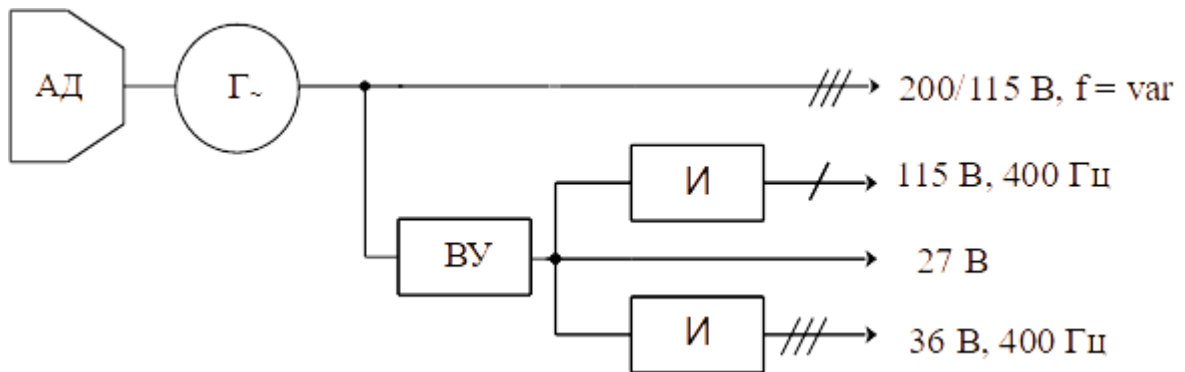 АД
Г~
200/115 В, f = var
И
115 В, 400 Гц
ВУ
27 В
И
36 В, 400 Гц